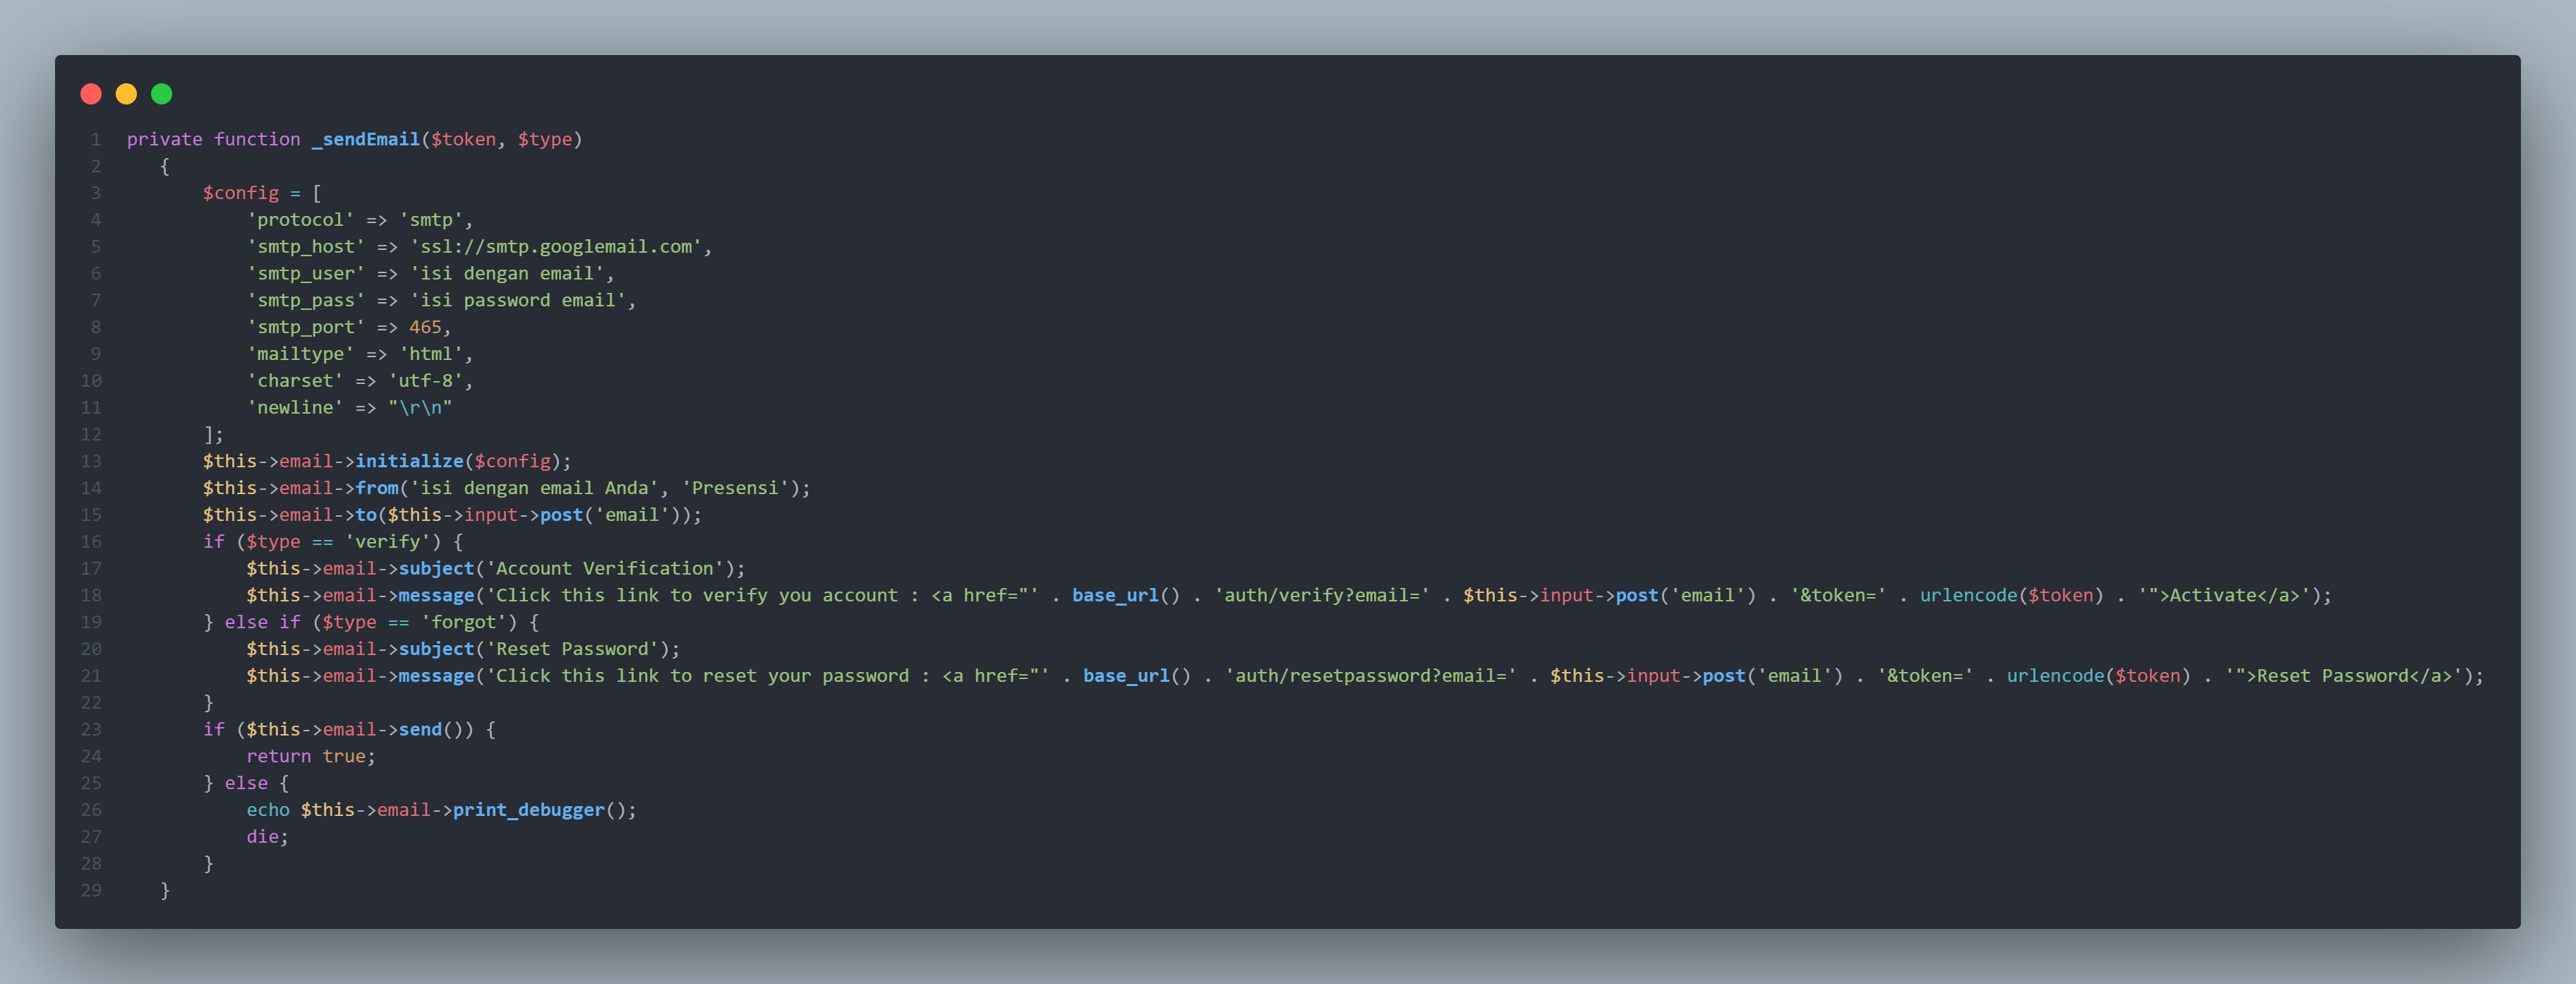 1 private function _sendEmail($token, $type)
2 {
3 $config = [
4 'protocol' => 'smtp',
5 'smtp_host' => 'ssl://smtp.googlemail.com',
6 'smtp_user' => 'isi dengan email',
7 'smtp_pass' => 'isi password email',
8 'smtp_port' => 465,
9 'mailtype' => 'html',
10 'charset' => 'utf-8',
11 'newline' => "\r\n"
12 ];
13 $this->email->initialize($config);
14 $this->email->from('isi dengan email Anda', 'Presensi');
15 $this->email->to($this->input->post('email'));
16 if ($type == 'verify') {
17 $this->email->subject('Account Verification');
18 $this->email->message('Click this link to verify you account : <a href="' . base_url() . 'auth/verify?email=' . $this->input->post('email') . '&token=' . urlencode($token) . '">Activate</a>');
19 } else if ($type == 'forgot') {
20 $this->email->subject('Reset Password');
21 $this->email->message('Click this link to reset your password : <a href="' . base_url() . 'auth/resetpassword?email=' . $this->input->post('email') . '&token=' . urlencode($token) . '">Reset Password</a>');
22 }
23 if ($this->email->send()) {
24 return true;
25 } else {
26 echo $this->email->print_debugger();
27 die;
28 }
29 }